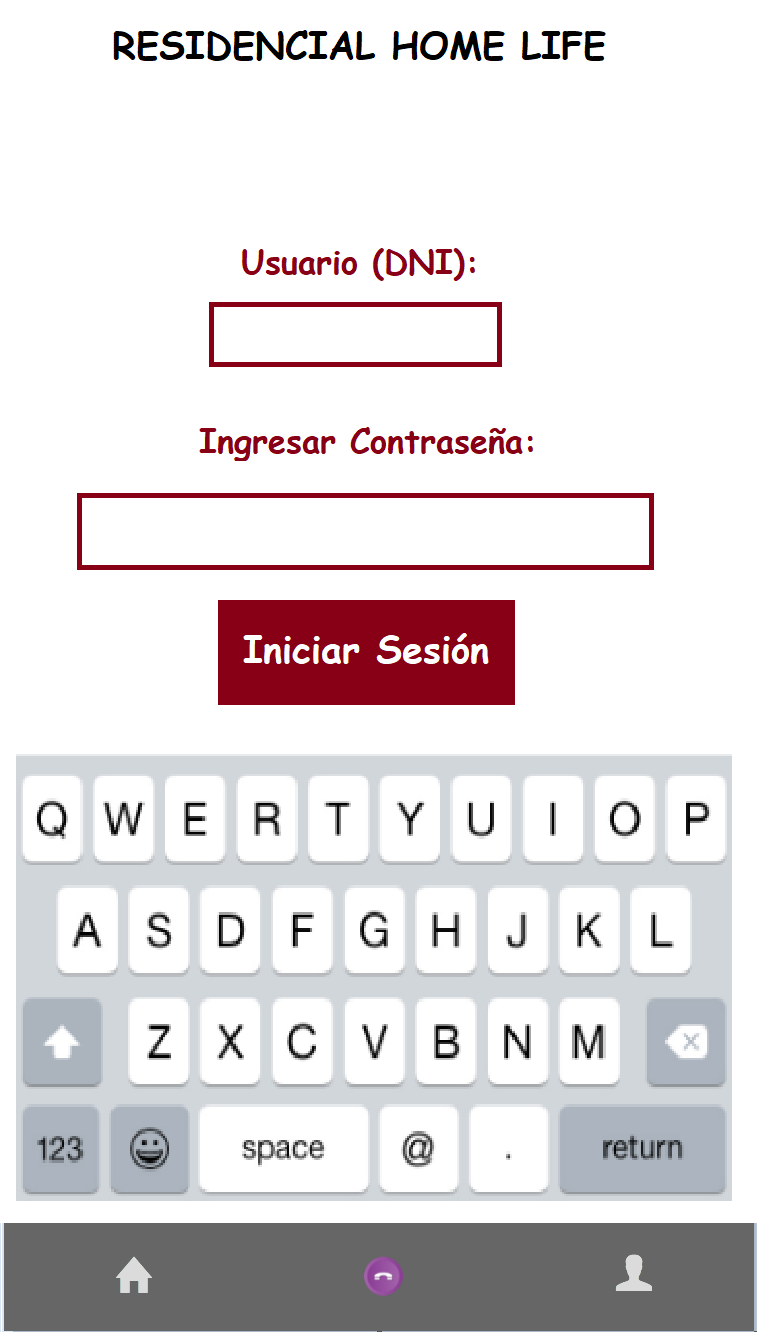 RESIDENCIAL HOME LIFE
Usuario (DNI):
Ingresar Contraseña:
Iniciar Sesión
Q W E R T Y U I O P
A S D F G H J K L
Z X C V B N M
123 space @ . return